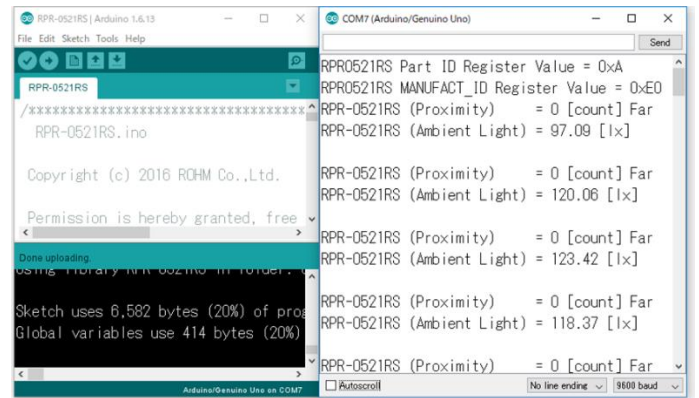 RPR-0521RS | Arduino 1.6.13
File Edit Sketch Tools Help
RPR-0521RS
/************************************
RPR-0521RS.ino
Copyright (c) 2016 ROHM Co.,Ltd.
Permission is hereby granted, free
Done uploading.
Sketch uses 6,582 bytes (20%) of prog
Global variables use 414 bytes (20%)
Arduino/Genuino Uno on COM7
COM7 (Arduino/Genuino Uno)
Send
RPR0521RS Part ID Register Value = 0xA
RPR0521RS MANUFACT_ID Register Value = 0xE0
RPR-0521RS (Proximity) = 0 [count] Far
RPR-0521RS (Ambient Light) = 97.09 [lx]
RPR-0521RS (Proximity) = 0 [count] Far
RPR-0521RS (Ambient Light) = 120.06 [lx]
RPR-0521RS (Proximity) = 0 [count] Far
RPR-0521RS (Ambient Light) = 123.42 [lx]
RPR-0521RS (Proximity) = 0 [count] Far
RPR-0521RS (Ambient Light) = 118.37 [lx]
RPR-0521RS (Proximity) = 0 [count] Far
Autoscroll
No line ending
9600 baud